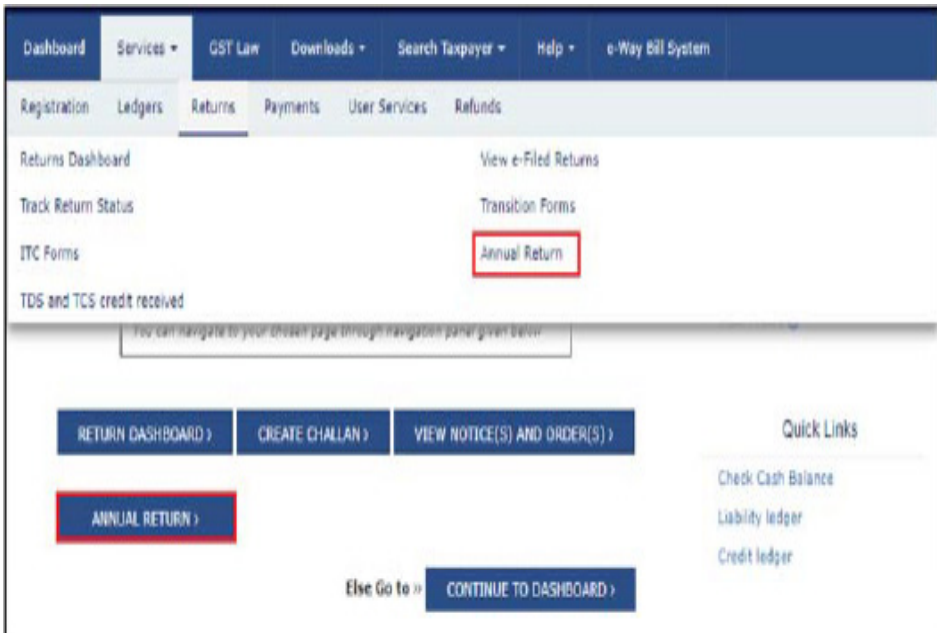 Dashboard Services GST Law Downloads Search Taxpayer Help e-Way Bill System
Registration Ledgers Returns Payments User Services Refunds
Returns Dashboard View e-Filed Returns
Track Return Status Transition Forms
ITC Forms Annual Return
TDS and TCS credit received
You can navigate to your chosen page through navigation panel given below
RETURN DASHBOARD › CREATE CHALLAN › VIEW NOTICE(S) AND ORDER(S) › Quick Links
Check Cash Balance
ANNUAL RETURN › Liability ledger
Credit ledger
Else Go to » CONTINUE TO DASHBOARD ›